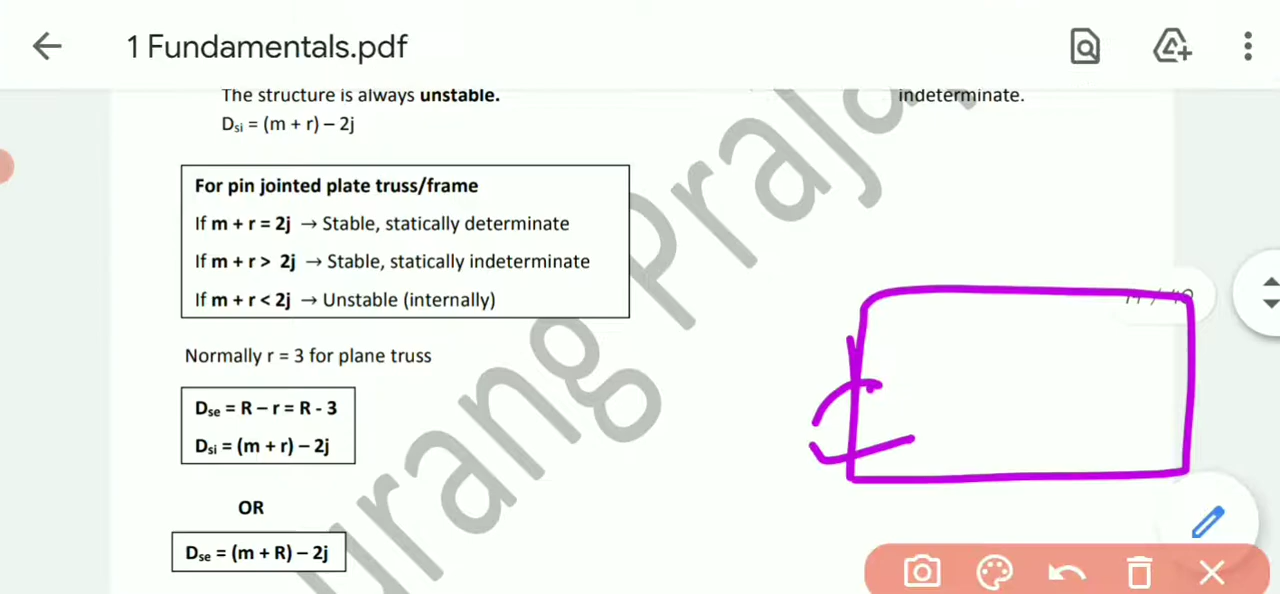 1 Fundamentals.pdf
The structure is always unstable.
indeterminate.
Dsi = (m + r) – 2j
For pin jointed plate truss/frame
If m + r = 2j → Stable, statically determinate
If m + r > 2j → Stable, statically indeterminate
If m + r < 2j → Unstable (internally)
Normally r = 3 for plane truss
Dse = R – r = R - 3
Dsi = (m + r) – 2j
OR
Dse = (m + R) – 2j